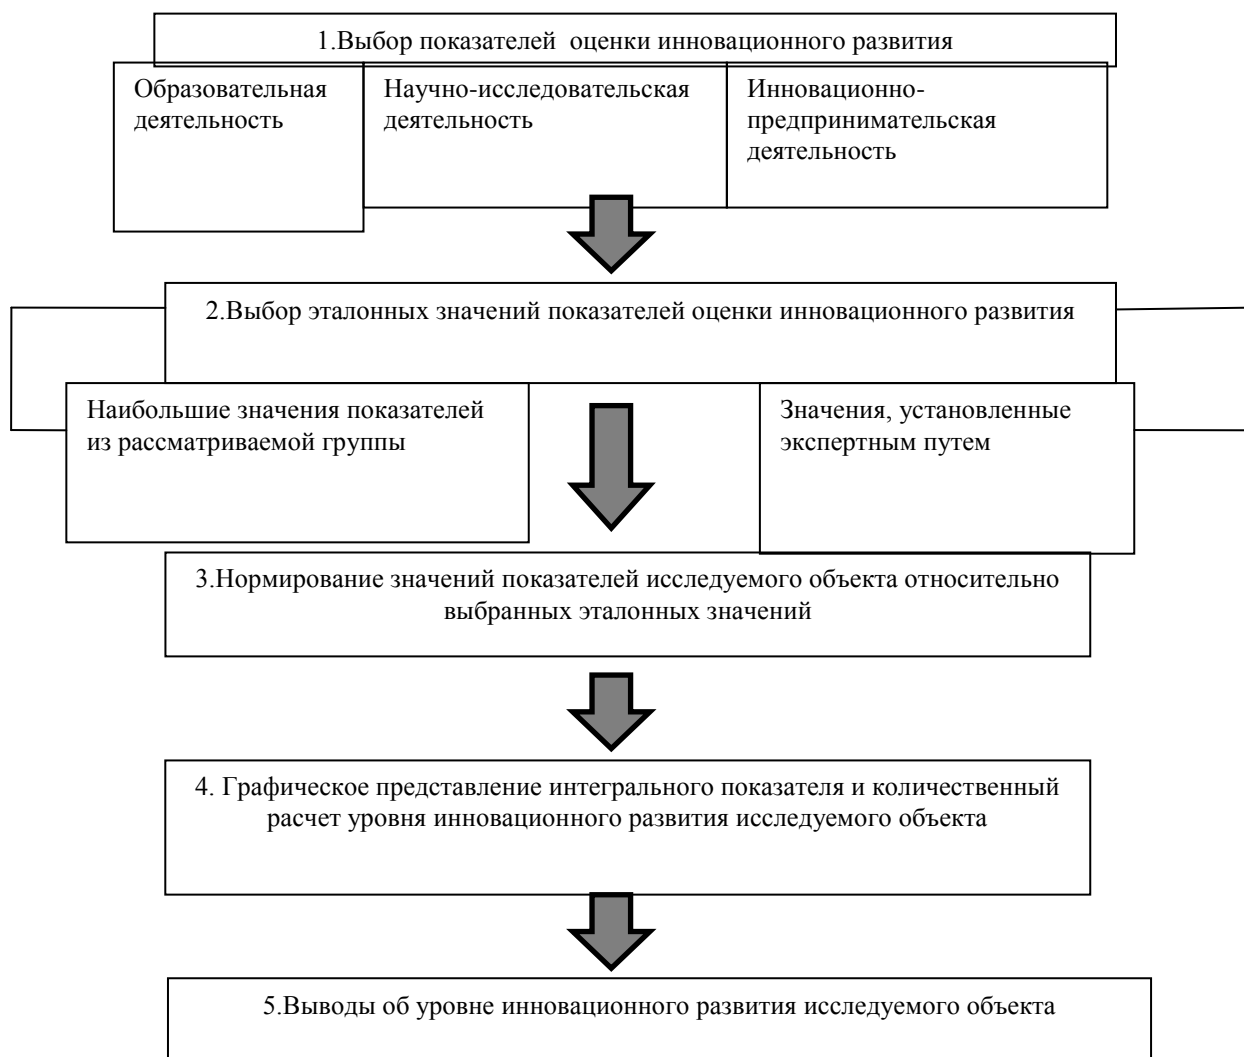 1.Выбор показателей  оценки инновационного развития
Образовательная
деятельность
Научно-исследовательская
деятельность
Инновационно-
предпринимательская
деятельность
2.Выбор эталонных значений показателей оценки инновационного развития
Наибольшие значения показателей
из рассматриваемой группы
Значения, установленные
экспертным путем
3.Нормирование значений показателей исследуемого объекта относительно
выбранных эталонных значений
4. Графическое представление интегрального показателя и количественный
расчет уровня инновационного развития исследуемого объекта
5.Выводы об уровне инновационного развития исследуемого объекта